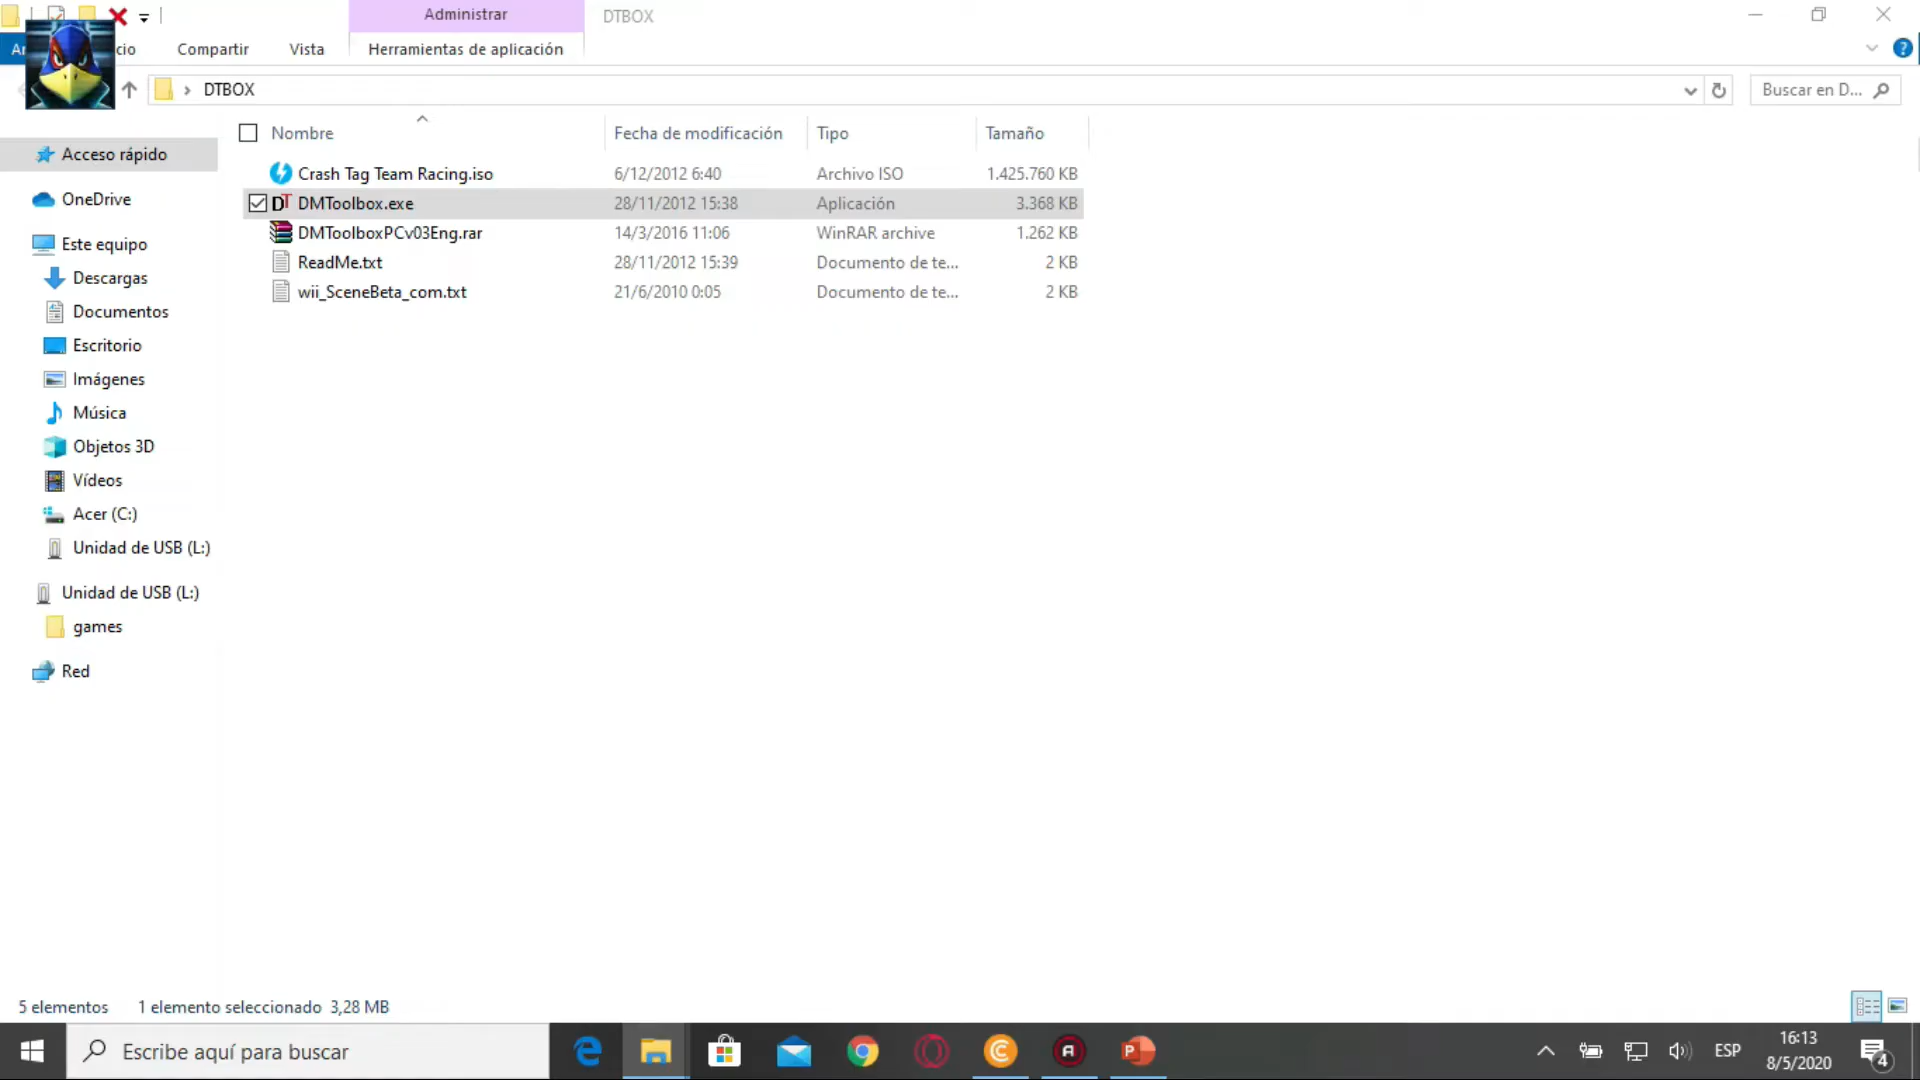 Administrar
DTBOX
cio Compartir Vista Herramientas de aplicación
DTBOX
Buscar en D...
Nombre Fecha de modificación Tipo Tamaño
Crash Tag Team Racing.iso 6/12/2012 6:40 Archivo ISO 1.425.760 KB
DMToolbox.exe 28/11/2012 15:38 Aplicación 3.368 KB
DMToolboxPCv03Eng.rar 14/3/2016 11:06 WinRAR archive 1.262 KB
ReadMe.txt 28/11/2012 15:39 Documento de te... 2 KB
wii_SceneBeta_com.txt 21/6/2010 0:05 Documento de te... 2 KB
Acceso rápido
OneDrive
Este equipo
Descargas
Documentos
Escritorio
Imágenes
Música
Objetos 3D
Vídeos
Acer (C:)
Unidad de USB (L:)
Unidad de USB (L:)
games
Red
5 elementos 1 elemento seleccionado 3,28 MB
Escribe aquí para buscar
ESP
16:13
8/5/2020
4